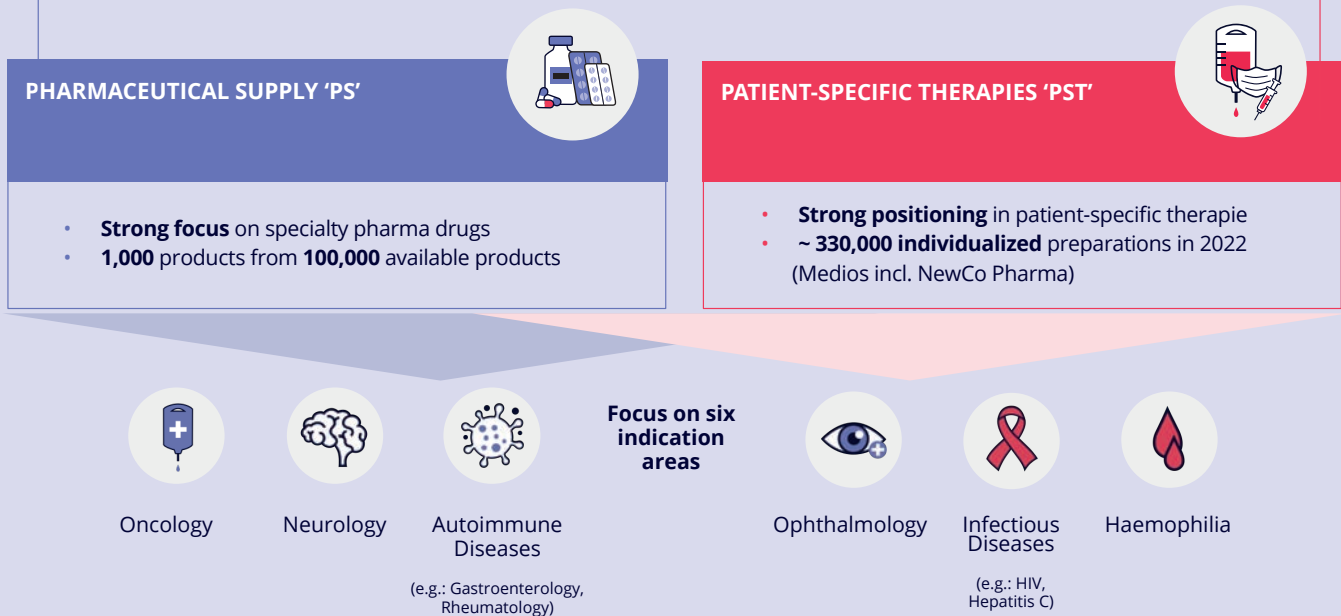 PHARMACEUTICAL SUPPLY ‘PS’
• Strong focus on specialty pharma drugs
• 1,000 products from 100,000 available products
PATIENT-SPECIFIC THERAPIES ‘PST’
• Strong positioning in patient-specific therapie
• ~ 330,000 individualized preparations in 2022
(Medios incl. NewCo Pharma)
Focus on six
indication
areas
Oncology
Neurology
Autoimmune
Diseases
(e.g.: Gastroenterology,
Rheumatology)
Ophthalmology
Infectious
Diseases
(e.g.: HIV,
Hepatitis C)
Haemophilia